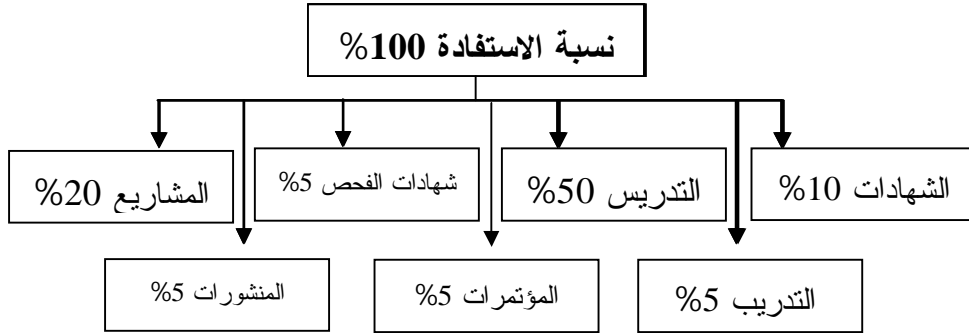 نسبة الاستفادة 100%
الشهادات 10%
التدريس 50%
شهادات الفحص 5%
المشاريع 20%
التدريب 5%
المؤتمرات 5%
المنشورات 5%